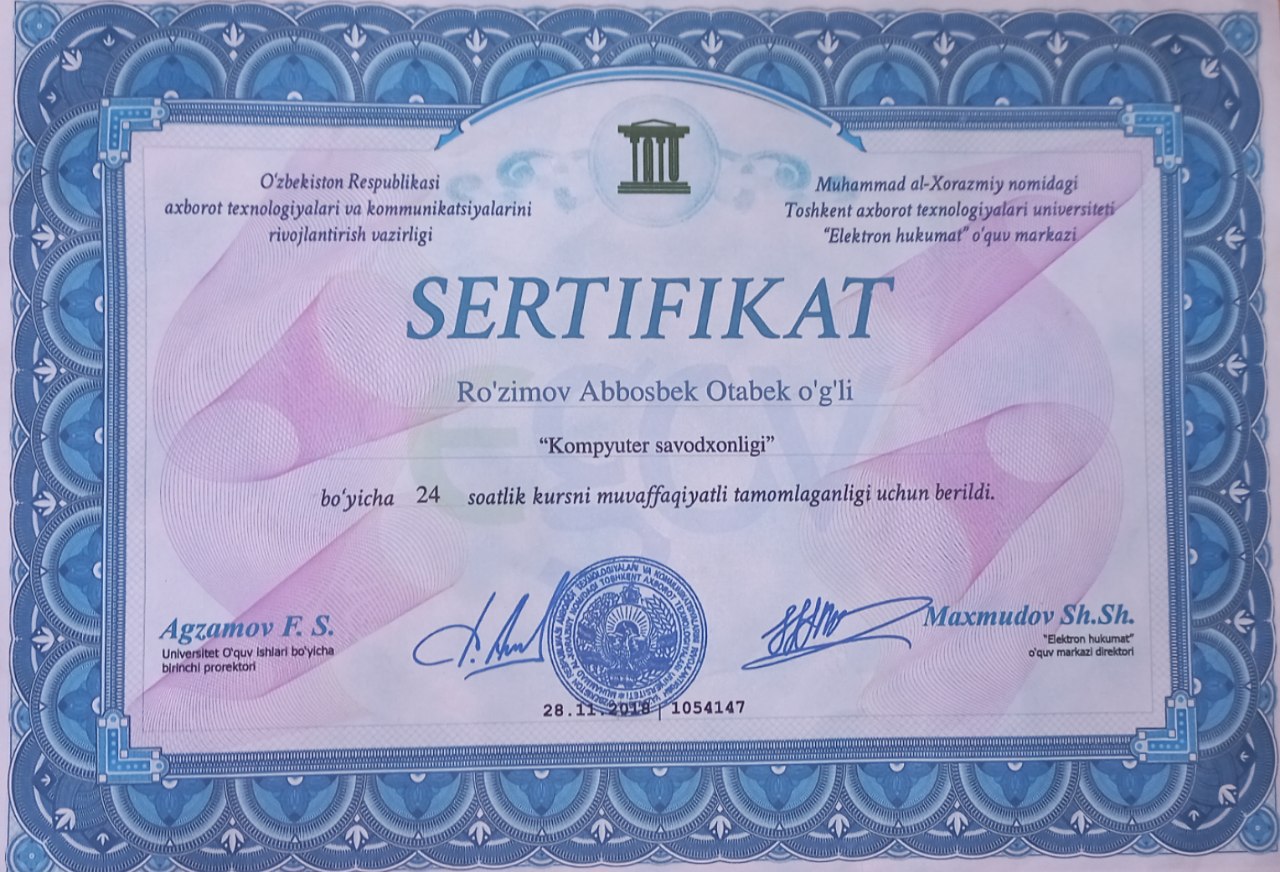 O'zbekiston Respublikasi
axborot texnologiyalari va kommunikatsiyalarini
rivojlantirish vazirligi
Muhammad al-Xorazmiy nomidagi
Toshkent axborot texnologiyalari universiteti
"Elektron hukumat" o'quv markazi
SERTIFIKAT
Ro'zimov Abbosbek Otabek o'g'li
“Kompyuter savodxonligi”
bo‘yicha 24 soatlik kursni muvaffaqiyatli tamomlaganligi uchun berildi.
Agzamov F. S.
Universitet O'quv ishlari bo'yicha
birinchi prorektori
Maxmudov Sh.Sh.
"Elektron hukumat"
o'quv markazi direktori
28.11.2018 | 1054147